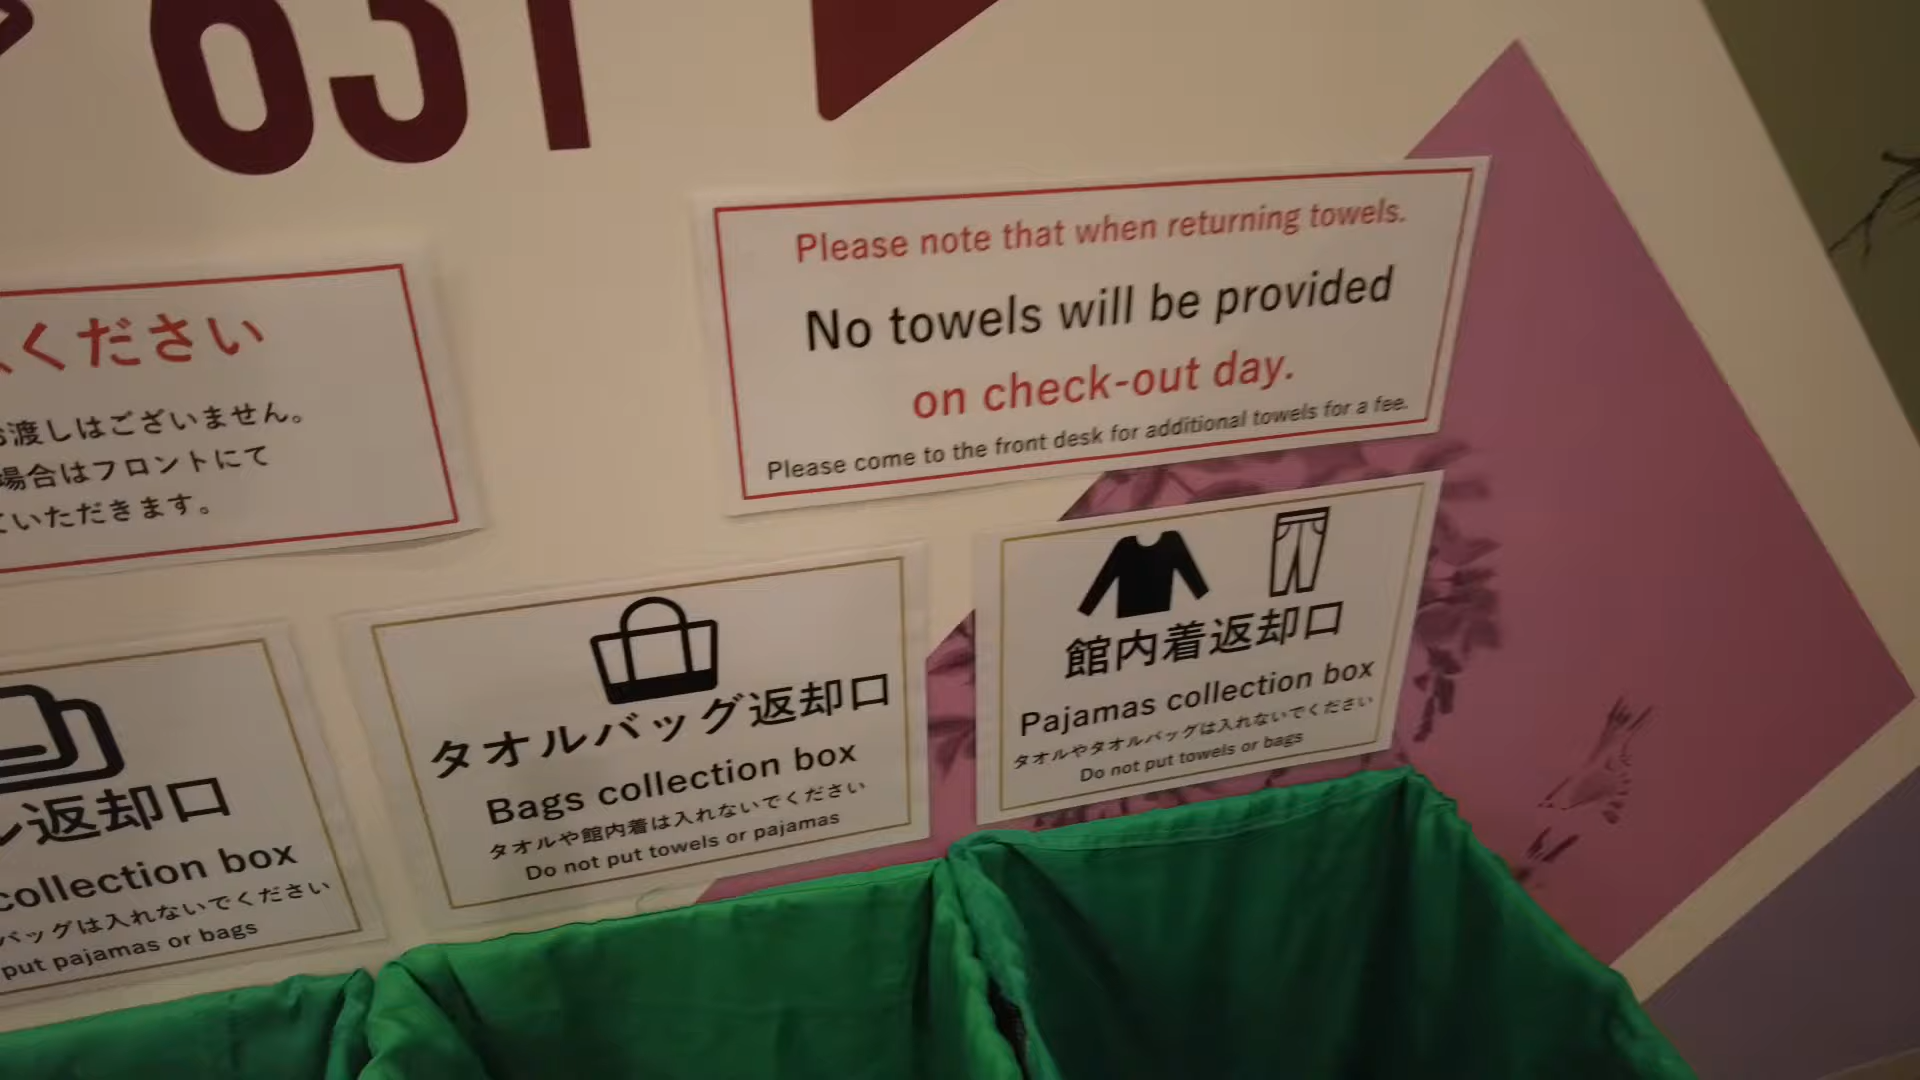 631
ください
お渡しはございません。
場合はフロントにて
ていただきます。
Please note that when returning towels.
No towels will be provided
on check-out day.
Please come to the front desk for additional towels for a fee.
ル返却口
collection box
バッグは入れないでください
put pajamas or bags
タオルバッグ返却口
Bags collection box
タオルや館内着は入れないでください
Do not put towels or pajamas
館内着返却口
Pajamas collection box
タオルやタオルバッグは入れないでください
Do not put towels or bags